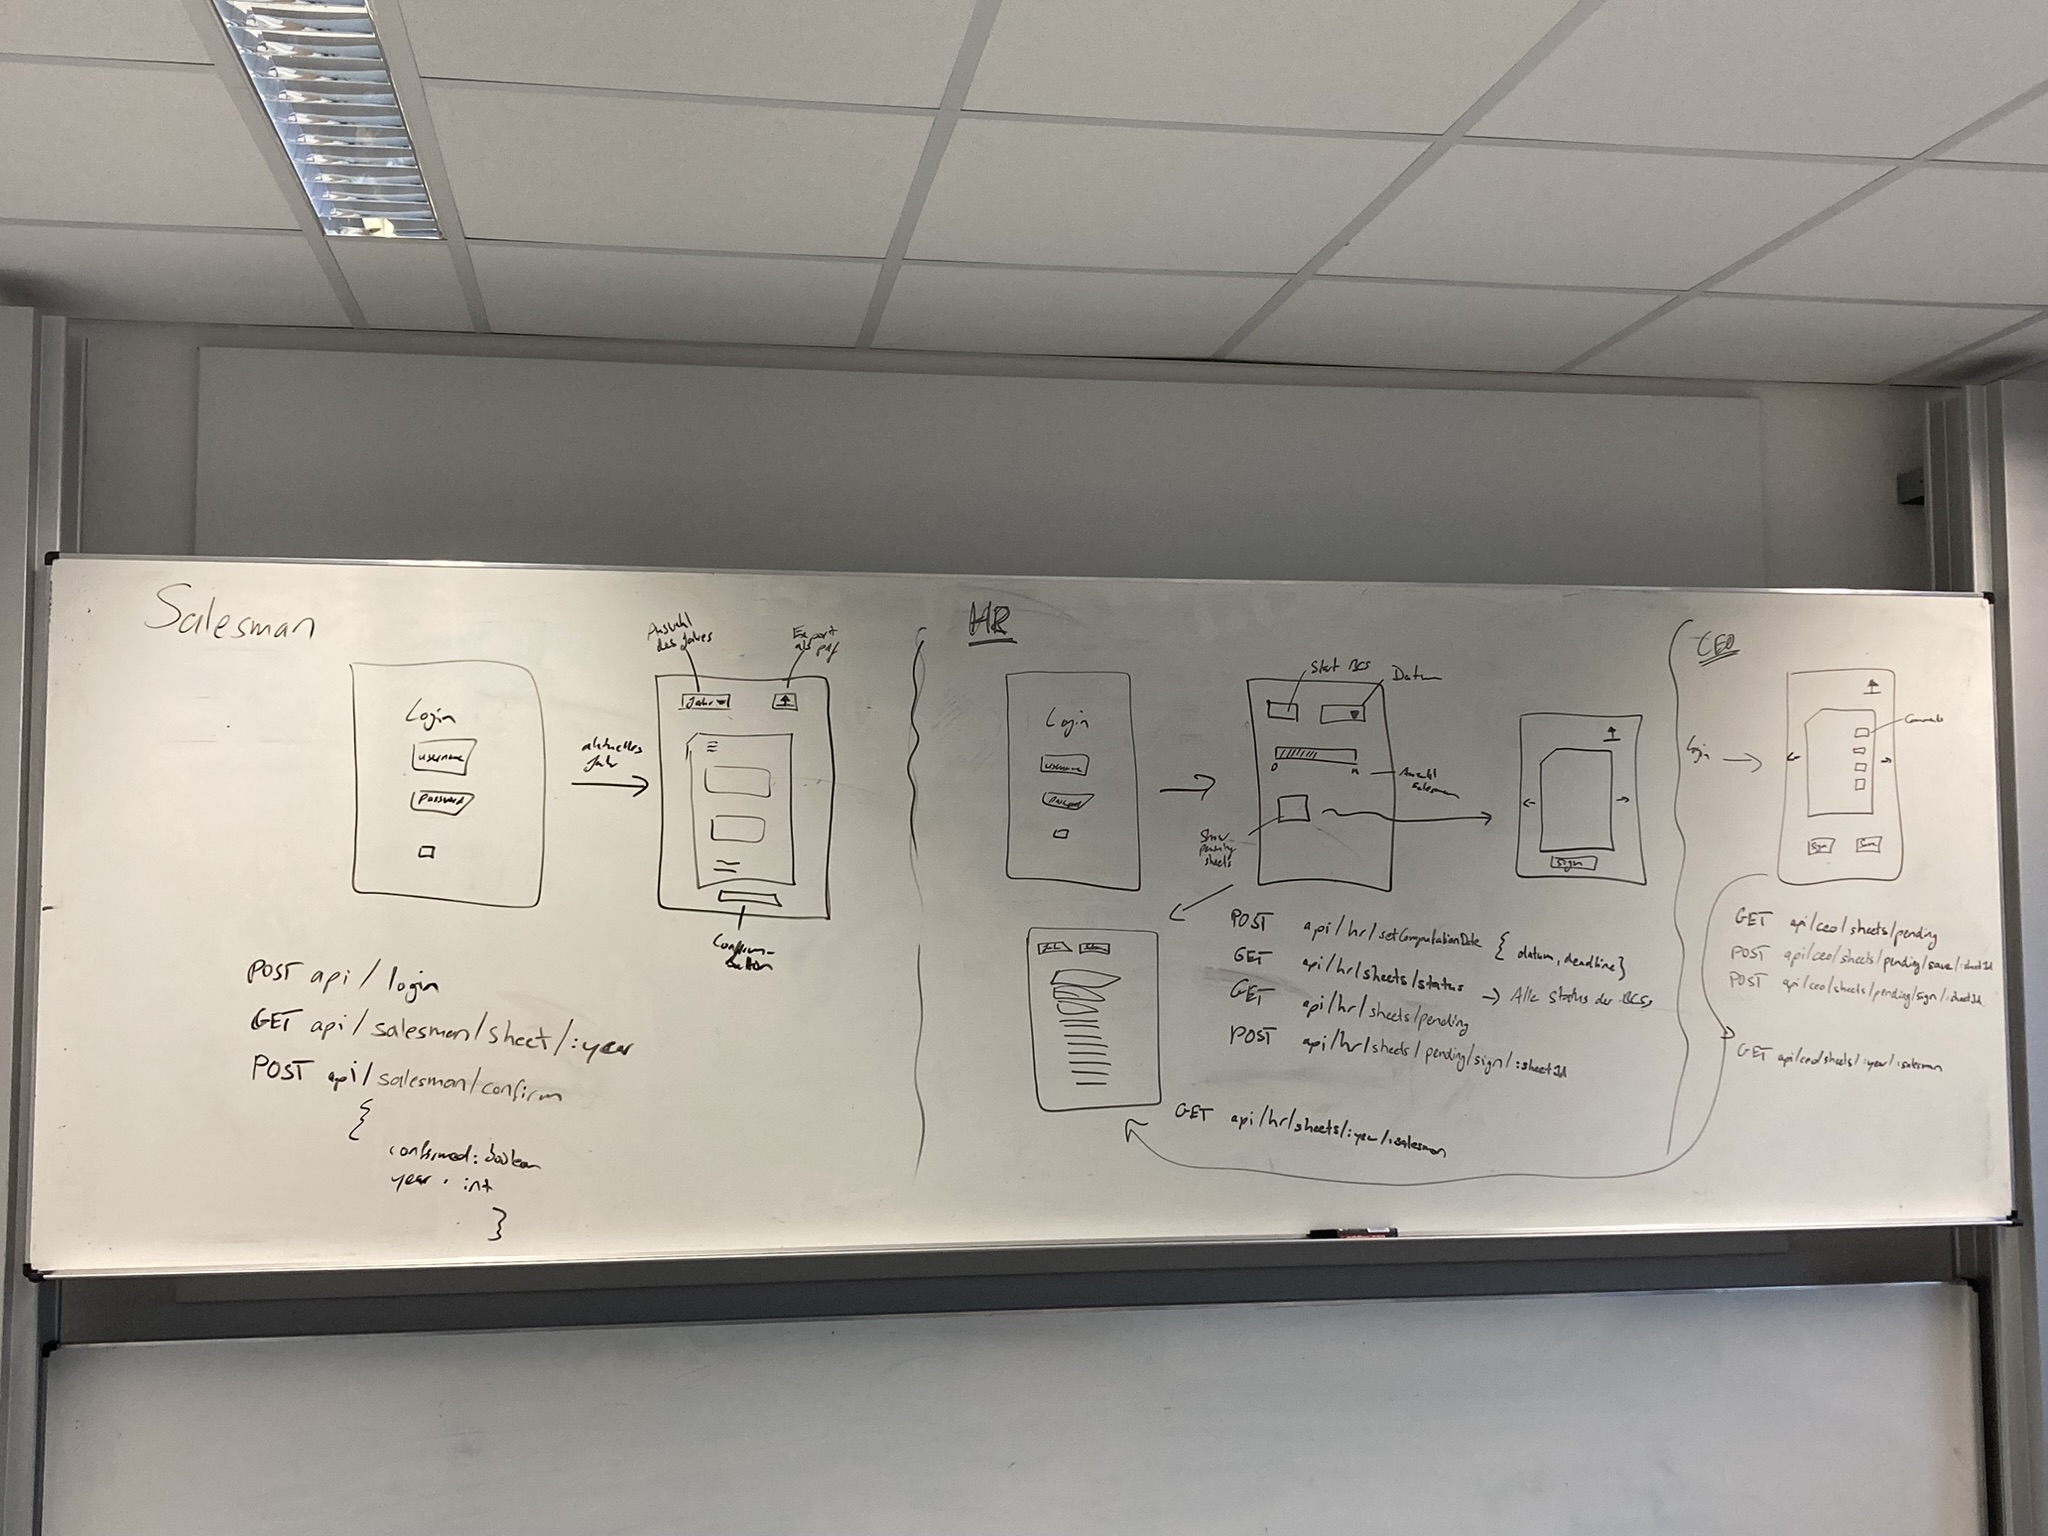 Salesman
Auswahl
des Jahres
Export
als pdf
Jahr
Login
username
Password
aktuelles
Jahr
Confirm-
button
POST api/login
GET api/salesman/sheet/:year
POST api/salesman/confirm
{
confirmed: boolean
year: int
}
HR
Login
username
Start BCS
Datum
0
n
Anzahl
Salesman
Show
pending
sheets
Sign
POST api/hr/setComputationDate {datum, deadline}
GET api/hr/sheets/status → Alle Status der BCSs
GET api/hr/sheets/pending
POST api/hr/sheets/pending/sign/:sheetId
GET api/hr/sheets/:year/:salesman
CEO
Login
Sign
Save
GET api/ceo/sheets/pending
POST api/ceo/sheets/pending/save/:sheetId
POST api/ceo/sheets/pending/sign/:sheetId
GET api/ceo/sheets/:year/:salesman